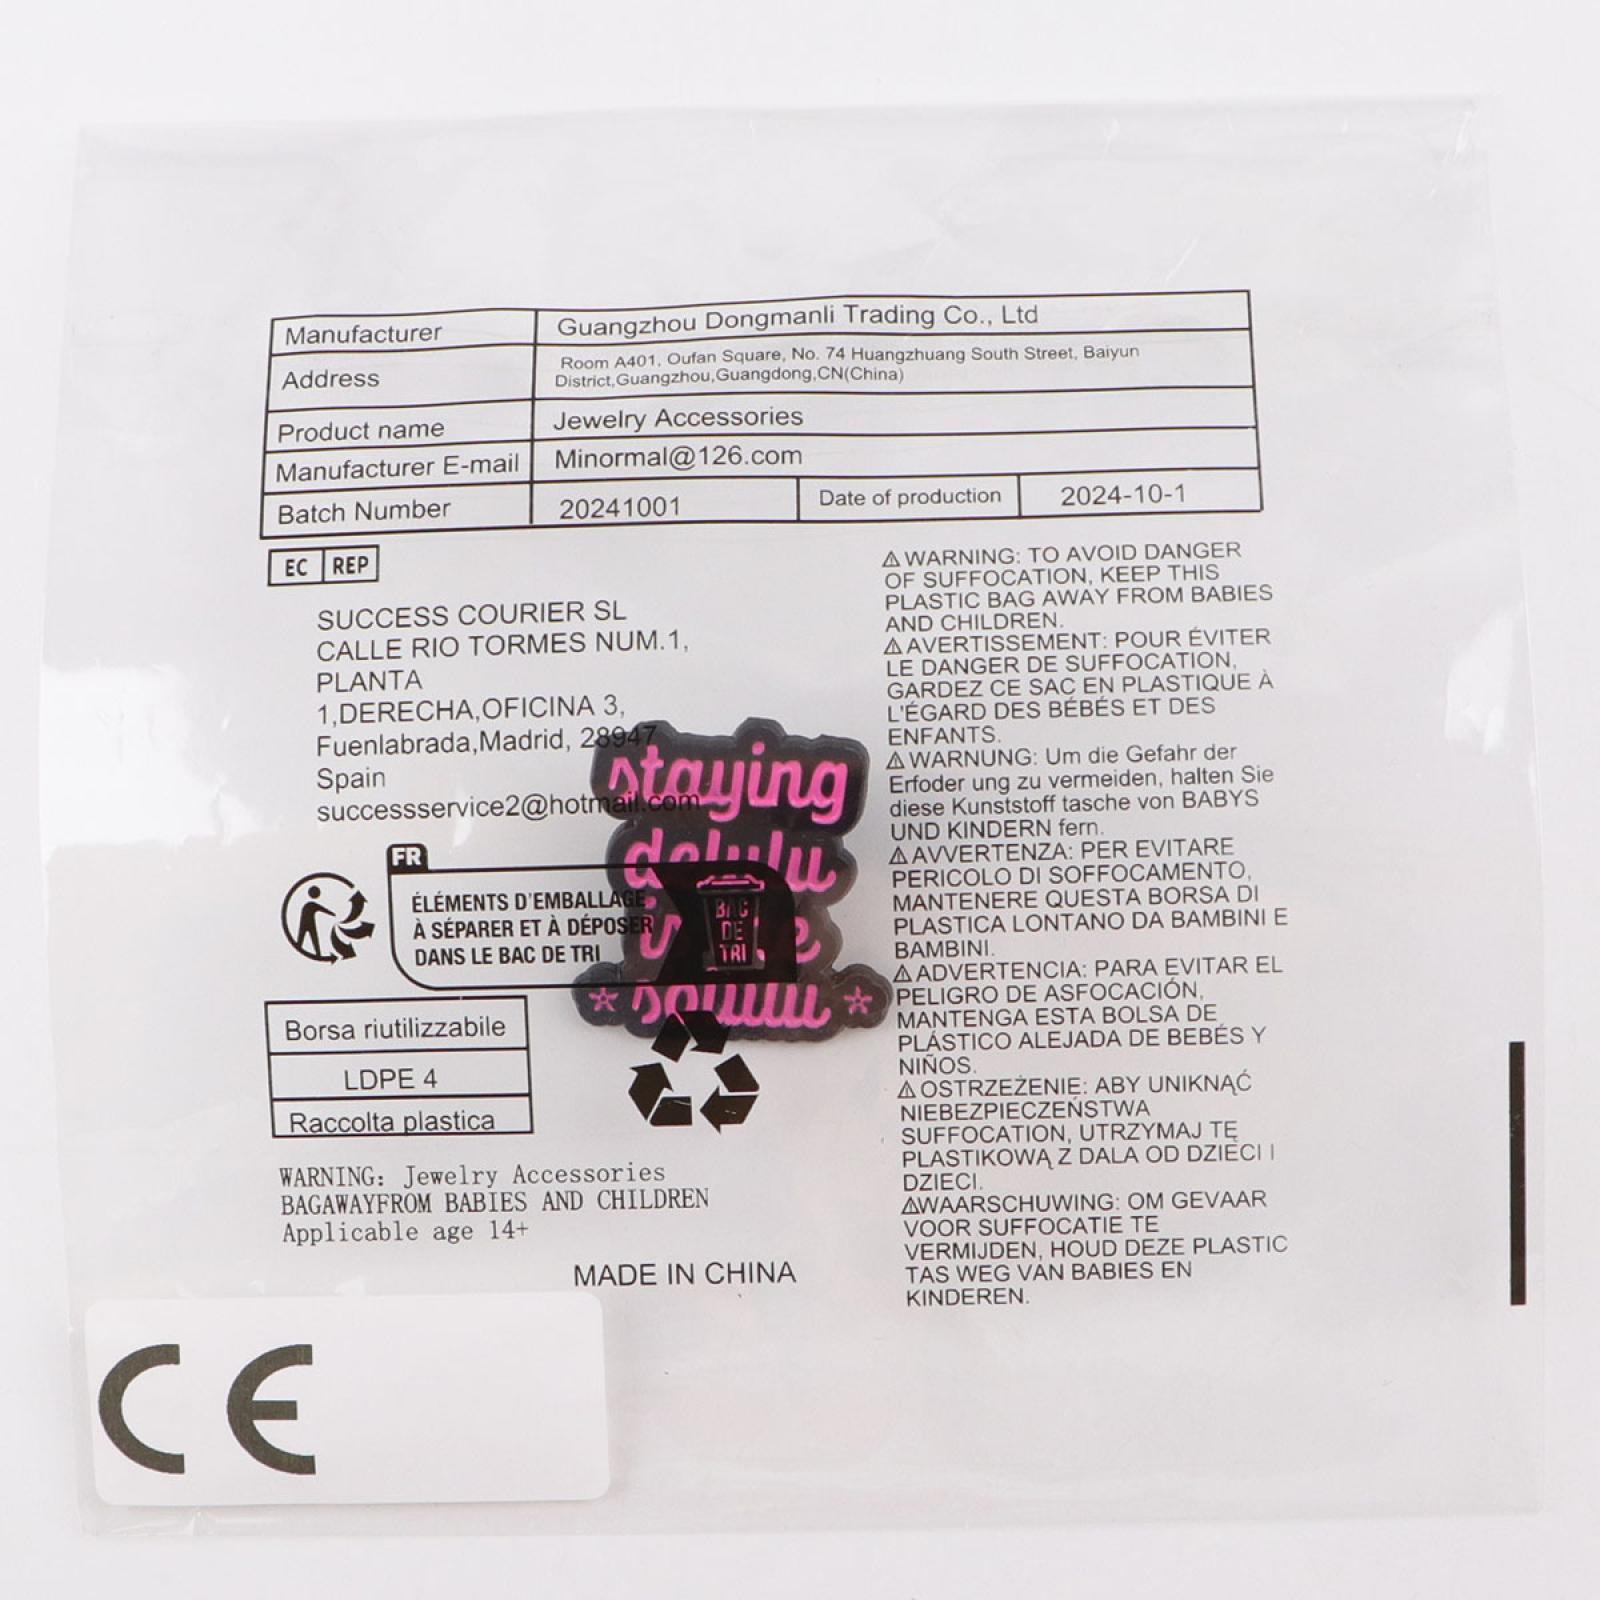 Manufacturer
Guangzhou Dongmanli Trading Co., Ltd
Address
Room A401, Oufan Square, No. 74 Huangzhuang South Street, Baiyun
District,Guangzhou,Guangdong,CN(China)
Product name
Jewelry Accessories
Manufacturer E-mail
Minormal@126.com
Batch Number
20241001
Date of production
2024-10-1
EC REP
SUCCESS COURIER SL
CALLE RIO TORMES NUM.1,
PLANTA
1,DERECHA,OFICINA 3,
Fuenlabrada,Madrid, 28947
Spain
successservice2@hotmail.com
staying
delulu
is the
solulu
FR
ÉLÉMENTS D'EMBALLAGE
À SÉPARER ET À DÉPOSER
DANS LE BAC DE TRI
BAC
DE
TRI
Borsa riutilizzabile
LDPE 4
Raccolta plastica
WARNING: Jewelry Accessories
BAGAWAYFROM BABIES AND CHILDREN
Applicable age 14+
MADE IN CHINA
⚠WARNING: TO AVOID DANGER
OF SUFFOCATION, KEEP THIS
PLASTIC BAG AWAY FROM BABIES
AND CHILDREN.
⚠AVERTISSEMENT: POUR ÉVITER
LE DANGER DE SUFFOCATION,
GARDEZ CE SAC EN PLASTIQUE À
L'ÉGARD DES BÉBÉS ET DES
ENFANTS.
⚠WARNUNG: Um die Gefahr der
Erfoder ung zu vermeiden, halten Sie
diese Kunststoff tasche von BABYS
UND KINDERN fern.
⚠AVVERTENZA: PER EVITARE
PERICOLO DI SOFFOCAMENTO,
MANTENERE QUESTA BORSA DI
PLASTICA LONTANO DA BAMBINI E
BAMBINI.
⚠ADVERTENCIA: PARA EVITAR EL
PELIGRO DE ASFOCACIÓN,
MANTENGA ESTA BOLSA DE
PLÁSTICO ALEJADA DE BEBÉS Y
NIÑOS.
⚠OSTRZEŻENIE: ABY UNIKNĄĆ
NIEBEZPIECZEŃSTWA
SUFFOCATION, UTRZYMAJ TĘ
PLASTIKOWĄ Z DALA OD DZIECI I
DZIECI.
⚠WAARSCHUWING: OM GEVAAR
VOOR SUFFOCATIE TE
VERMIJDEN, HOUD DEZE PLASTIC
TAS WEG VAN BABIES EN
KINDEREN.
CE